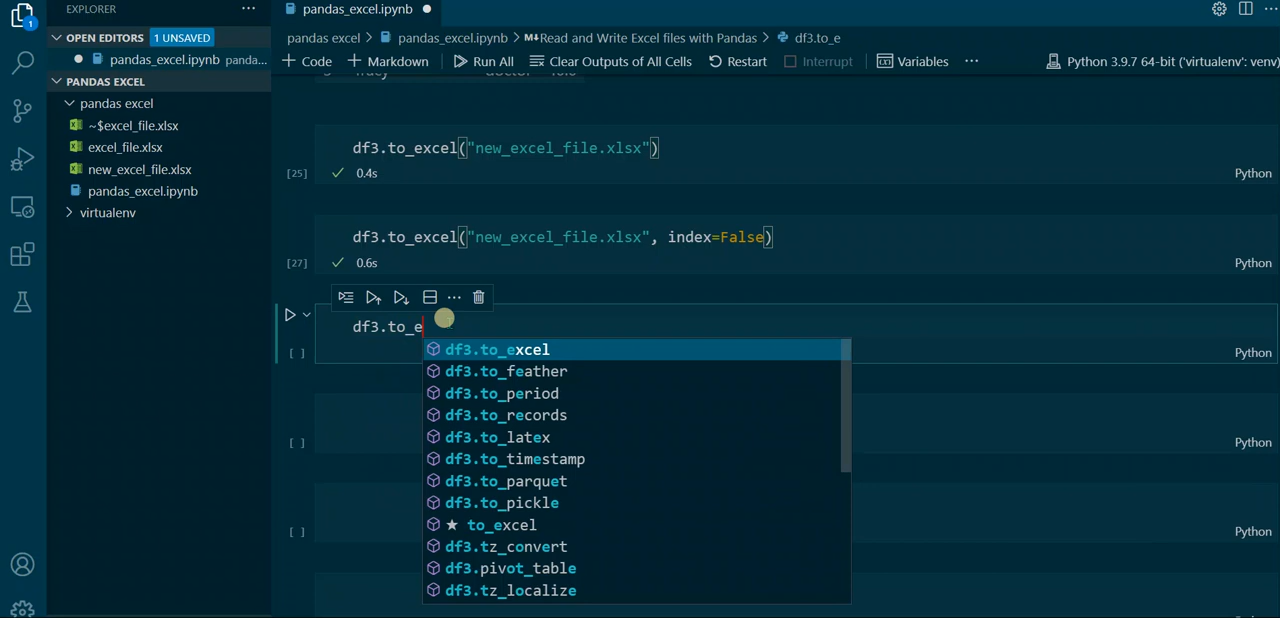 EXPLORER
···
pandas_excel.ipynb
1
OPEN EDITORS 1 UNSAVED
pandas excel > pandas_excel.ipynb > M↓Read and Write Excel files with Pandas > df3.to_e
pandas_excel.ipynb panda...
+ Code + Markdown Run All Clear Outputs of All Cells Restart Interrupt Variables ··· Python 3.9.7 64-bit ('virtualenv': venv)
PANDAS EXCEL
pandas excel
~$excel_file.xlsx
excel_file.xlsx
new_excel_file.xlsx
pandas_excel.ipynb
virtualenv
df3.to_excel("new_excel_file.xlsx")
[25] 0.4s Python
df3.to_excel("new_excel_file.xlsx", index=False)
[27] 0.6s Python
df3.to_e
[ ] Python
df3.to_excel
df3.to_feather
df3.to_period
df3.to_records
df3.to_latex
df3.to_timestamp
df3.to_parquet
df3.to_pickle
★ to_excel
df3.tz_convert
df3.pivot_table
df3.tz_localize
[ ] Python
[ ] Python